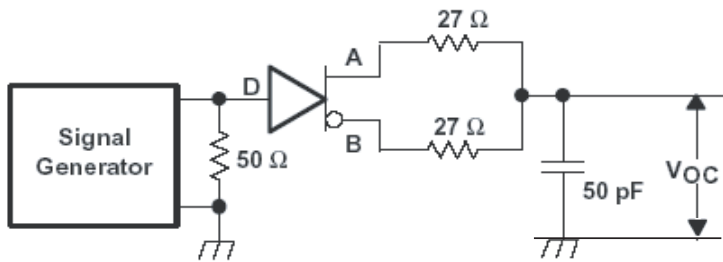 27 Ω
A
D
Signal
Generator
50 Ω
B
27 Ω
50 pF
VOC